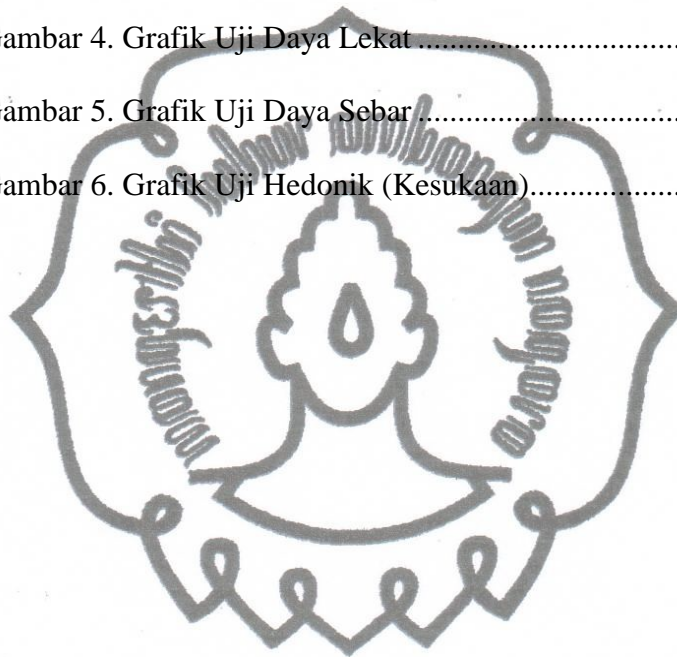 Gambar 4. Grafik Uji Daya Lekat ..................................
Gambar 5. Grafik Uji Daya Sebar ..................................
Gambar 6. Grafik Uji Hedonik (Kesukaan)....................